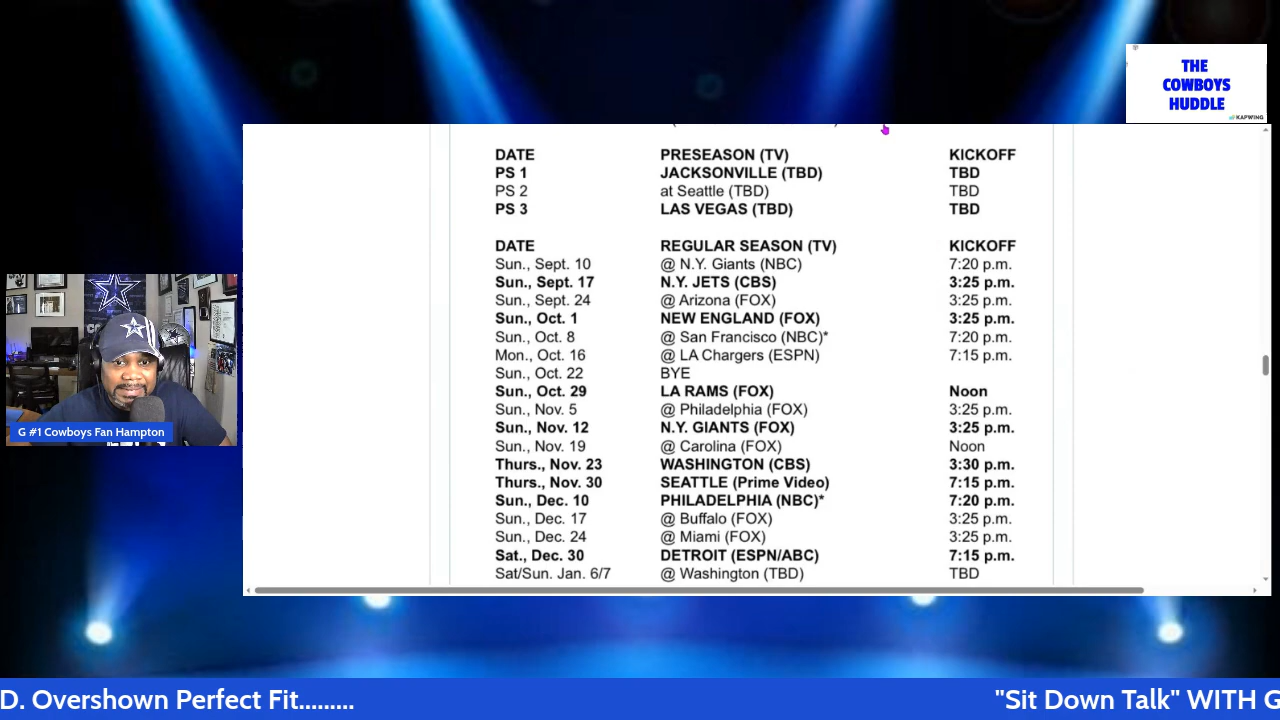 THE
COWBOYS
HUDDLE
KAPWING
DATE PRESEASON (TV) KICKOFF
PS 1 JACKSONVILLE (TBD) TBD
PS 2 at Seattle (TBD) TBD
PS 3 LAS VEGAS (TBD) TBD
DATE REGULAR SEASON (TV) KICKOFF
Sun., Sept. 10 @ N.Y. Giants (NBC) 7:20 p.m.
Sun., Sept. 17 N.Y. JETS (CBS) 3:25 p.m.
Sun., Sept. 24 @ Arizona (FOX) 3:25 p.m.
Sun., Oct. 1 NEW ENGLAND (FOX) 3:25 p.m.
Sun., Oct. 8 @ San Francisco (NBC)* 7:20 p.m.
Mon., Oct. 16 @ LA Chargers (ESPN) 7:15 p.m.
Sun., Oct. 22 BYE
Sun., Oct. 29 LA RAMS (FOX) Noon
Sun., Nov. 5 @ Philadelphia (FOX) 3:25 p.m.
Sun., Nov. 12 N.Y. GIANTS (FOX) 3:25 p.m.
Sun., Nov. 19 @ Carolina (FOX) Noon
Thurs., Nov. 23 WASHINGTON (CBS) 3:30 p.m.
Thurs., Nov. 30 SEATTLE (Prime Video) 7:15 p.m.
Sun., Dec. 10 PHILADELPHIA (NBC)* 7:20 p.m.
Sun., Dec. 17 @ Buffalo (FOX) 3:25 p.m.
Sun., Dec. 24 @ Miami (FOX) 3:25 p.m.
Sat., Dec. 30 DETROIT (ESPN/ABC) 7:15 p.m.
Sat/Sun. Jan. 6/7 @ Washington (TBD) TBD
G #1 Cowboys Fan Hampton
D. Overshown Perfect Fit......... "Sit Down Talk" WITH G